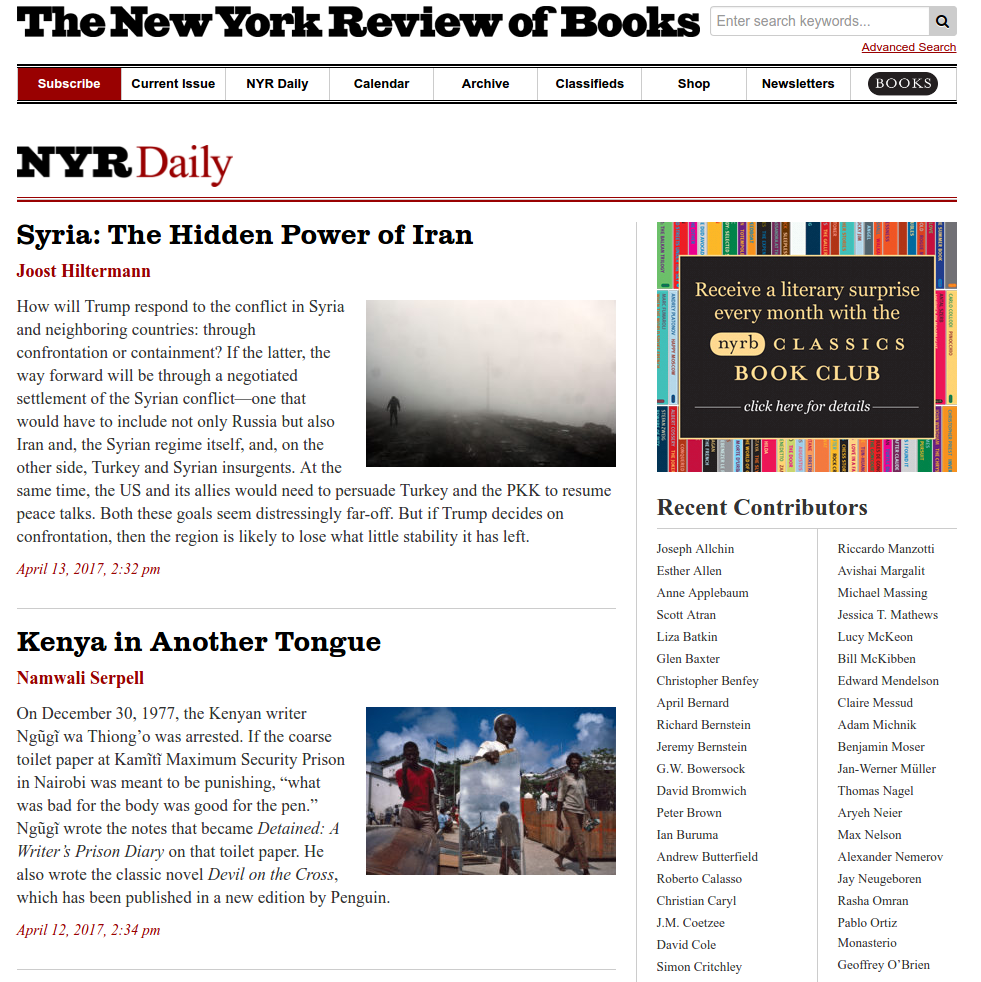 The New York Review of Books
Enter search keywords...
Advanced Search
Subscribe
Current Issue
NYR Daily
Calendar
Archive
Classifieds
Shop
Newsletters
BOOKS
NYR Daily
Syria: The Hidden Power of Iran
Joost Hiltermann
How will Trump respond to the conflict in Syria
and neighboring countries: through
confrontation or containment? If the latter, the
way forward will be through a negotiated
settlement of the Syrian conflict—one that
would have to include not only Russia but also
Iran and, the Syrian regime itself, and, on the
other side, Turkey and Syrian insurgents. At the
same time, the US and its allies would need to persuade Turkey and the PKK to resume
peace talks. Both these goals seem distressingly far-off. But if Trump decides on
confrontation, then the region is likely to lose what little stability it has left.
April 13, 2017, 2:32 pm
Kenya in Another Tongue
Namwali Serpell
On December 30, 1977, the Kenyan writer
Ngũgĩ wa Thiong’o was arrested. If the coarse
toilet paper at Kamĩtĩ Maximum Security Prison
in Nairobi was meant to be punishing, “what
was bad for the body was good for the pen.”
Ngũgĩ wrote the notes that became Detained: A
Writer’s Prison Diary on that toilet paper. He
also wrote the classic novel Devil on the Cross,
which has been published in a new edition by Penguin.
April 12, 2017, 2:34 pm
Receive a literary surprise
every month with the
nyrb CLASSICS
BOOK CLUB
click here for details
Recent Contributors
Joseph Allchin
Esther Allen
Anne Applebaum
Scott Atran
Liza Batkin
Glen Baxter
Christopher Benfey
April Bernard
Richard Bernstein
Jeremy Bernstein
G.W. Bowersock
David Bromwich
Peter Brown
Ian Buruma
Andrew Butterfield
Roberto Calasso
Christian Caryl
J.M. Coetzee
David Cole
Simon Critchley
Riccardo Manzotti
Avishai Margalit
Michael Massing
Jessica T. Mathews
Lucy McKeon
Bill McKibben
Edward Mendelson
Claire Messud
Adam Michnik
Benjamin Moser
Jan-Werner Müller
Thomas Nagel
Aryeh Neier
Max Nelson
Alexander Nemerov
Jay Neugeboren
Rasha Omran
Pablo Ortiz
Monasterio
Geoffrey O’Brien